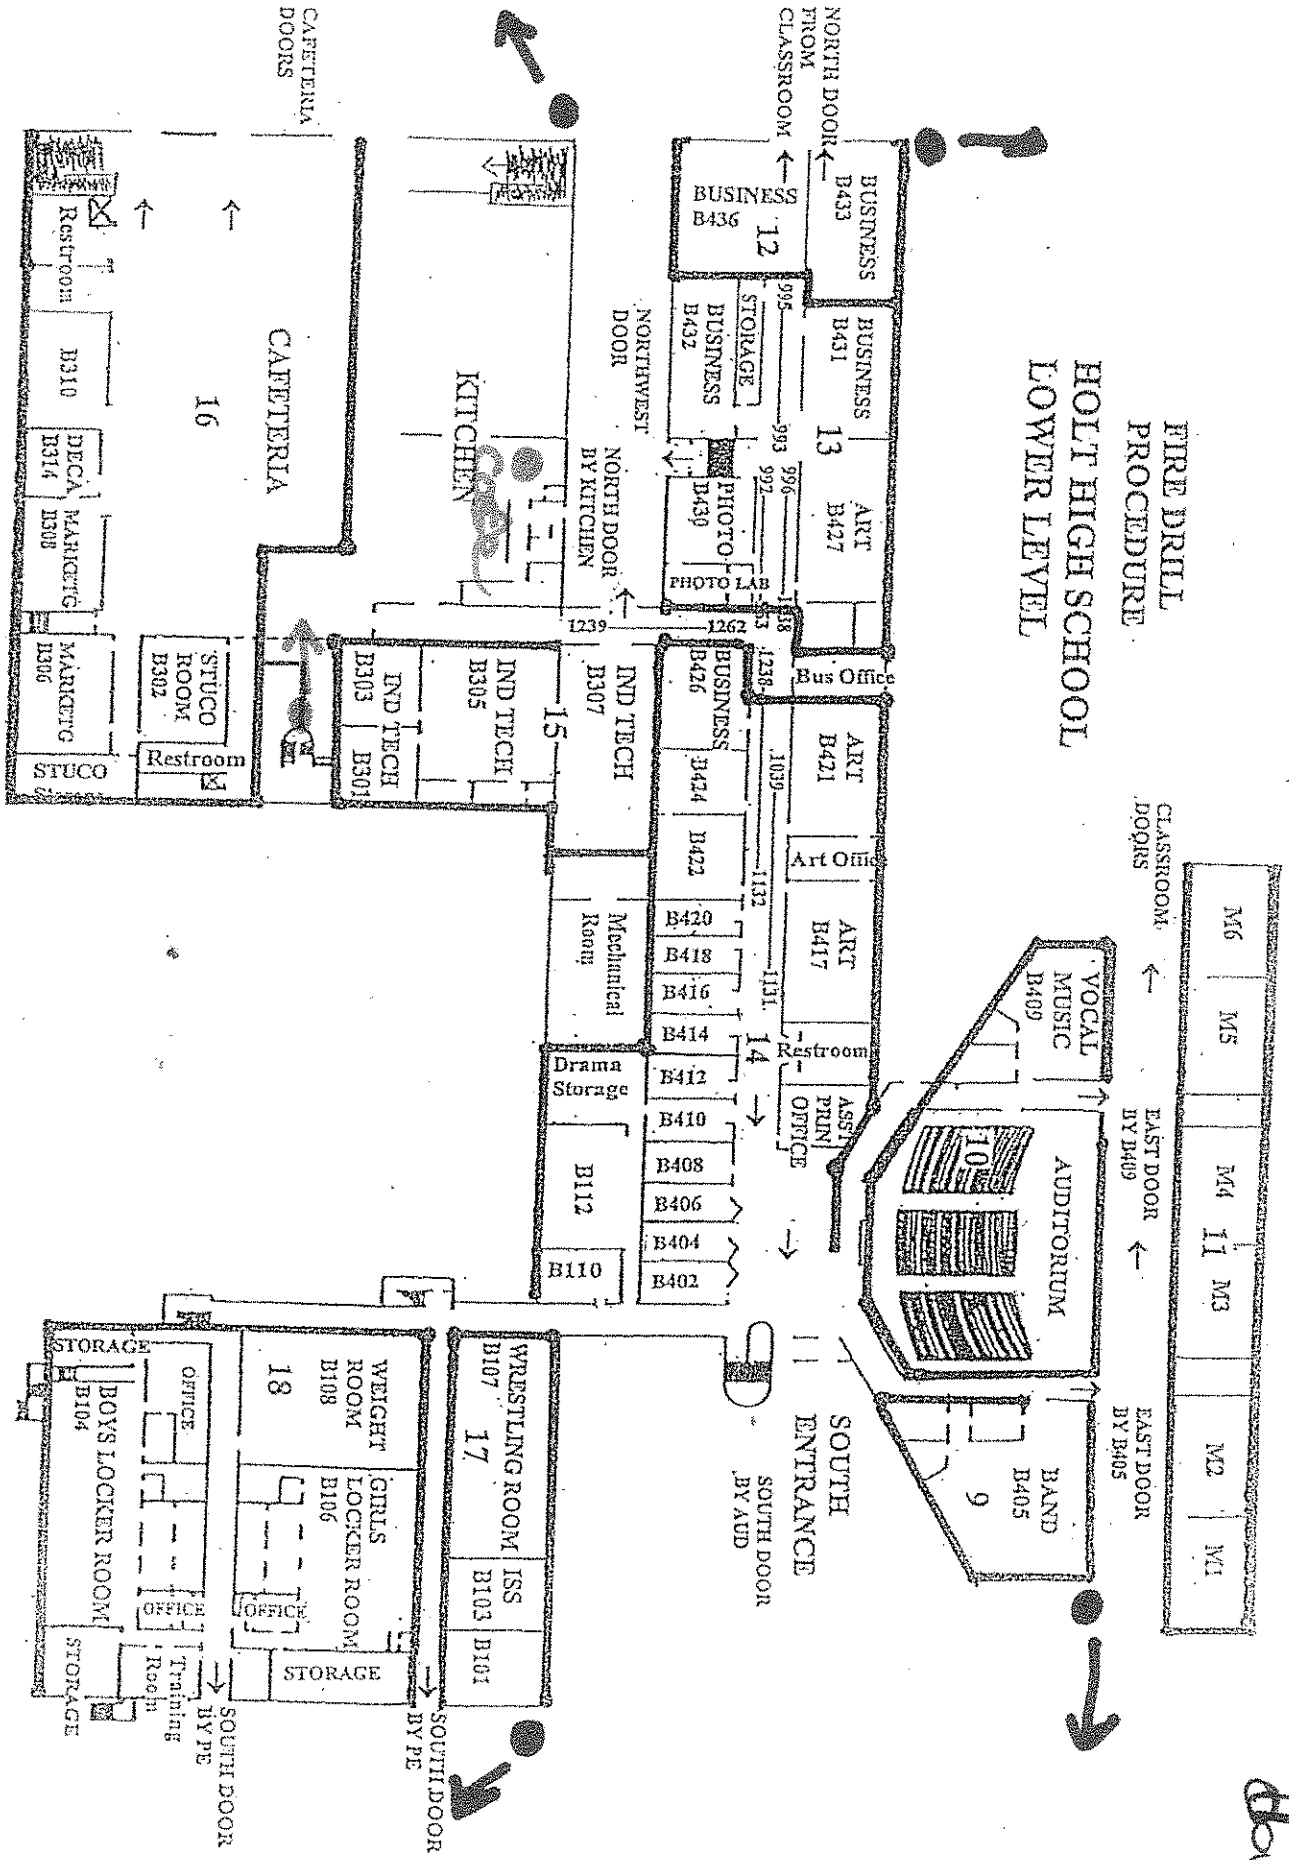 FIRE DRILL
PROCEDURE
HOLT HIGH SCHOOL
LOWER LEVEL
CAFETERIA
DOORS
NORTH DOOR
FROM
CLASSROOM
BUSINESS
B433
BUSINESS
B436
12
BUSINESS
B431
995
STORAGE
BUSINESS
B432
NORTHWEST
DOOR
13
993
996
997
ART
B427
PHOTO
B430
PHOTO LAB
NORTH DOOR
BY KITCHEN
KITCHEN
CAFETERIA
16
Restroom
B310
DECA
B314
MARKETG
B308
MARKETG
B306
STUCO
ROOM
B302
Restroom
STUCO
1239
1262
1238
IND TECH
B303
B301
IND TECH
B305
15
IND TECH
B307
BUSINESS
B426
B424
B422
B420
B418
B416
B414
B412
B410
B408
B406
B404
B402
Bus Office
ART
B421
1039
Art Office
1132
ART
B417
1131
14
Restroom
ASST
PRIN
OFFICE
Mechanical
Room
Drama
Storage
B112
B110
CLASSROOM
DOORS
M6
M5
M4
11
M3
M2
M1
VOCAL
MUSIC
B409
EAST DOOR
BY B409
10
AUDITORIUM
EAST DOOR
BY B405
BAND
B405
9
SOUTH
ENTRANCE
SOUTH DOOR
BY AUD
WRESTLING ROOM
B107
17
ISS
B103
B101
WEIGHT
ROOM
B108
18
GIRLS
LOCKER ROOM
B106
STORAGE
OFFICE
OFFICE
OFFICE
STORAGE
BOYS LOCKER ROOM
B104
STORAGE
Training
Room
SOUTH DOOR
BY PE
SOUTH DOOR
BY PE